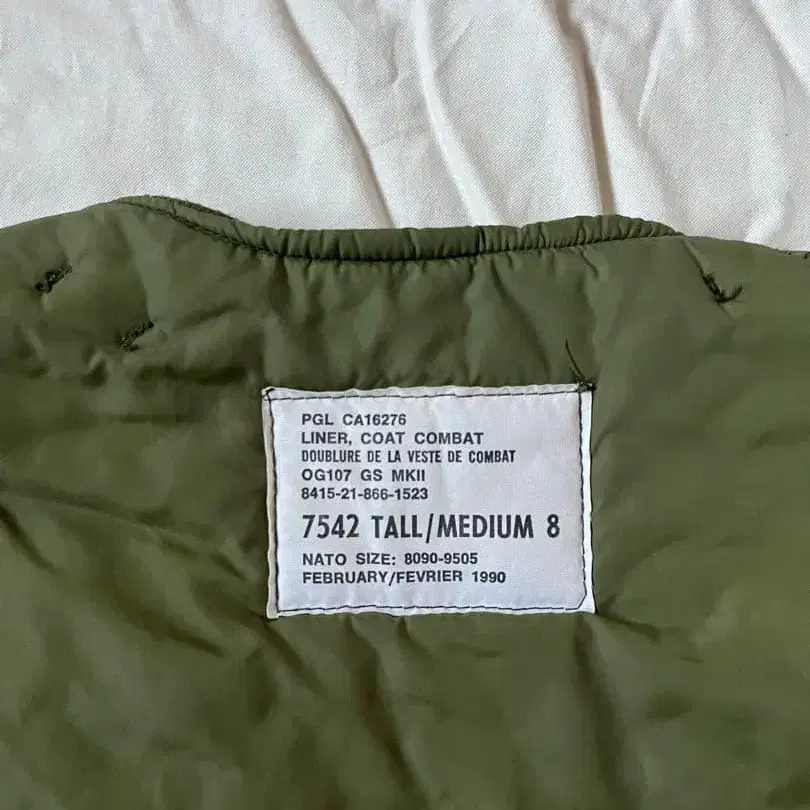 PGL CA16276
LINER, COAT COMBAT
DOUBLURE DE LA VESTE DE COMBAT
OG107 GS MKII
8415-21-866-1523
7542 TALL/MEDIUM 8
NATO SIZE: 8090-9505
FEBRUARY/FEVRIER 1990